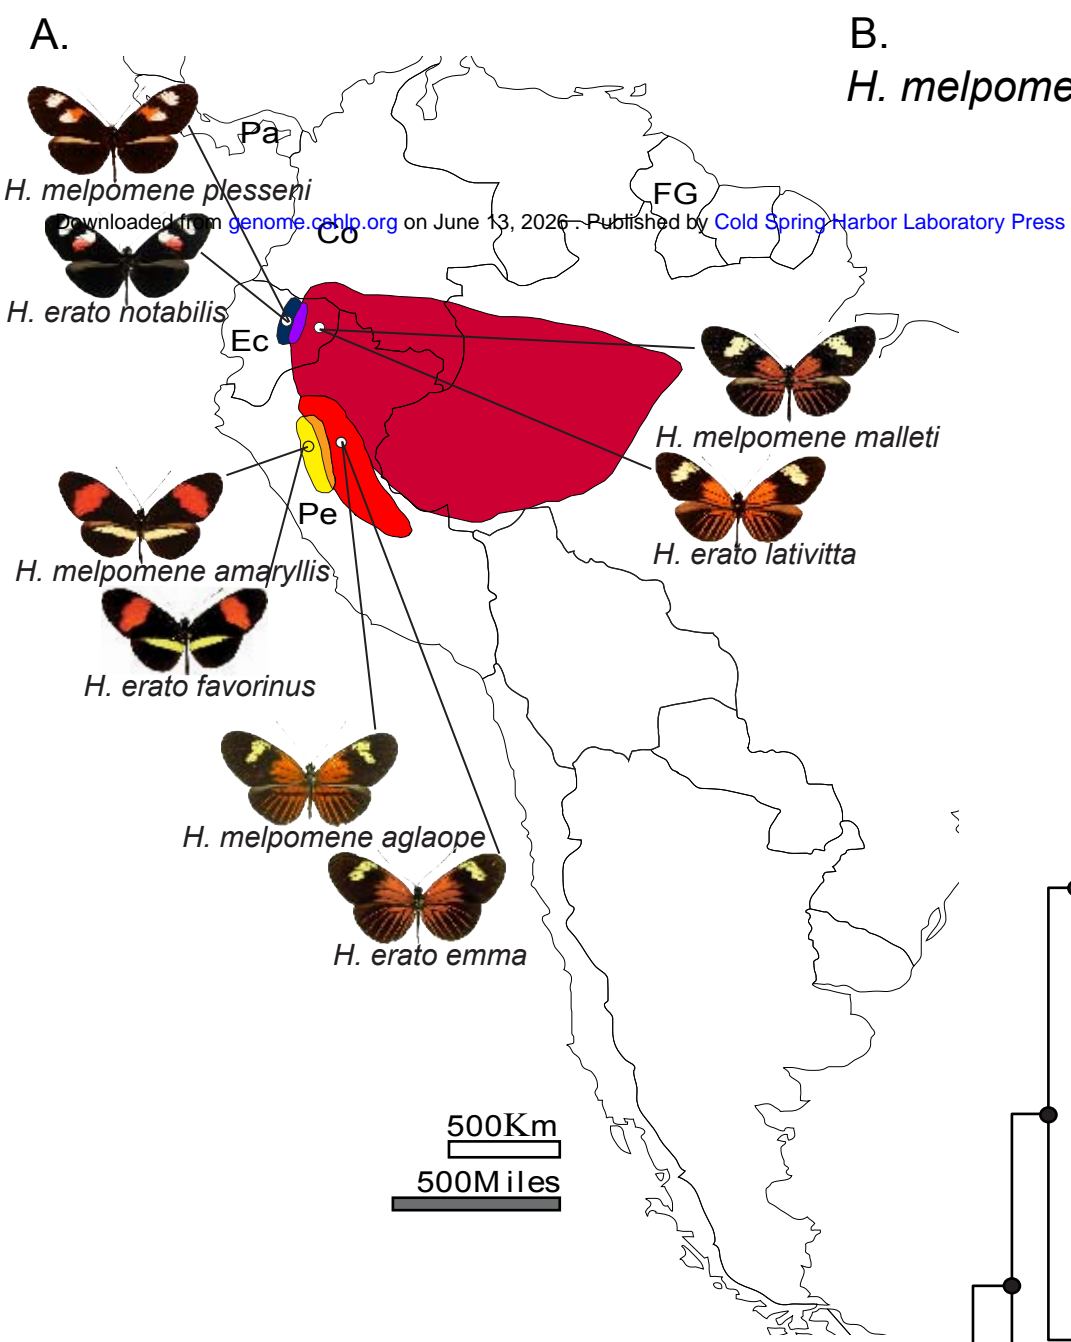 A.
B.
H. melpome
Pa
H. melpomene plesseni
FG
Downloaded from genome.cshlp.org on June 13, 2026 . Published by Cold Spring Harbor Laboratory Press
Co
H. erato notabilis
Ec
H. melpomene malleti
Pe
H. erato lativitta
H. melpomene amaryllis
H. erato favorinus
H. melpomene aglaope
H. erato emma
500Km
500Miles